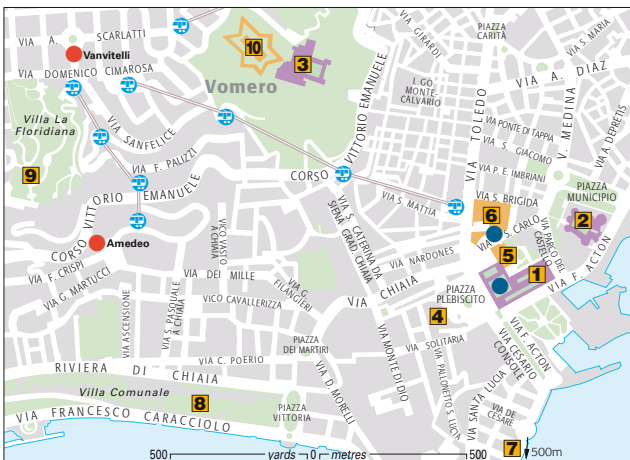 VIA A. SCARLATTI
Vanvitelli
VIA DOMENICO CIMAROSA
10
3
Vomero
VIA GIRARDI
PIAZZA
CARITÀ
VIA S. MARIA
VIA A. DIAZ
L.GO
MONTE-
CALVARIO
VIA TOLEDO
V. MEDINA
VIA A. DEPRETIS
VIA PONTE DI TAPPIA
VIA S. GIACOMO
VIA P. E. IMBRIANI
Villa La
Floridiana
VIA SANFELICE
VIA F. PALIZZI
9
CORSO VITTORIO EMANUELE
CORSO VITTORIO EMANUELE
VIA S. BRIGIDA
PIAZZA
MUNICIPIO
VIA S. MATTIA
6
2
VIA S. CARLO
VIA PARCO DEL
CASTELLO
5
1
VIA F. ACTON
Amedeo
VIA F. CRISPI
VIA G. MARTUCCI
VICO VASTO
A CHIAIA
VIA S. CATERINA DA
SIENA GRAD. CHIAIA
VIA NARDONES
VIA CHIAIA
VIA DEI MILLE
VIA G.
FILANGIERI
VICO CAVALLERIZZA
VIA ASCENSIONE
VIA S. PASQUALE
A CHIAIA
PIAZZA
PLEBISCITO
4
VIA SOLITARIA
VIA F. ACTON
VIA CESARIO
CONSOLE
PIAZZA
DEI MARTIRI
VIA MONTE DI DIO
VIA PALLONETTO S. LUCIA
VIA SANTA LUCIA
VIA DE
CESARE
VIA C. POERIO
RIVIERA DI CHIAIA
Villa Comunale
8
VIA D. MORELLI
PIAZZA
VITTORIA
VIA FRANCESCO CARACCIOLO
7
500m
500 yards 0 metres 500